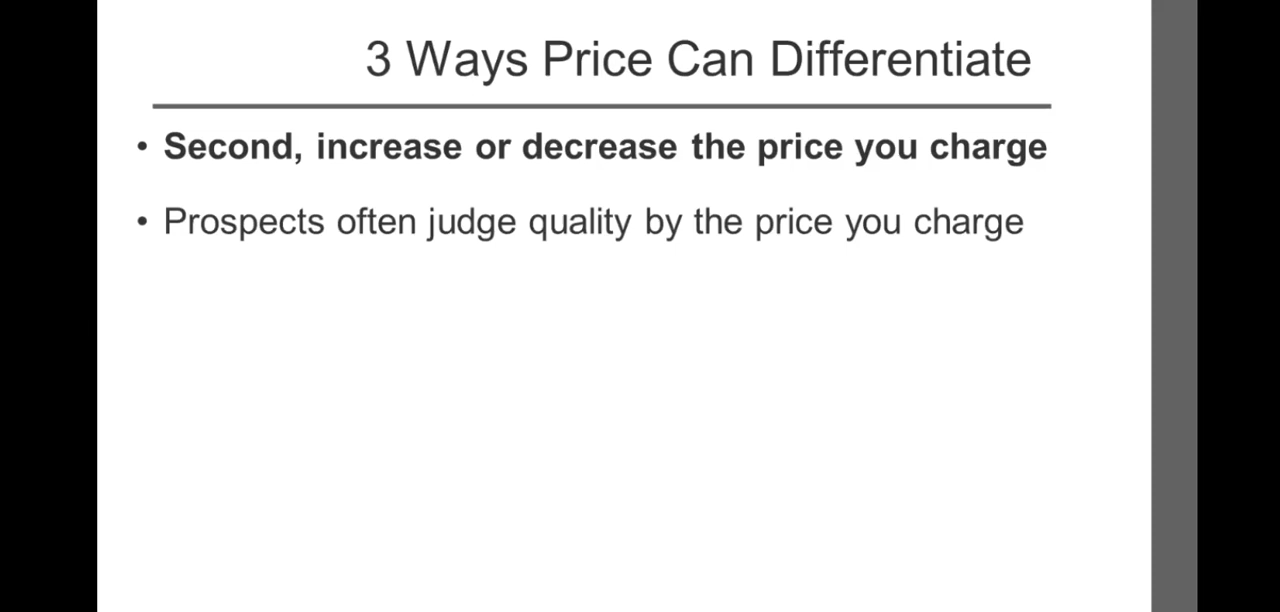 3 Ways Price Can Differentiate
• Second, increase or decrease the price you charge
• Prospects often judge quality by the price you charge